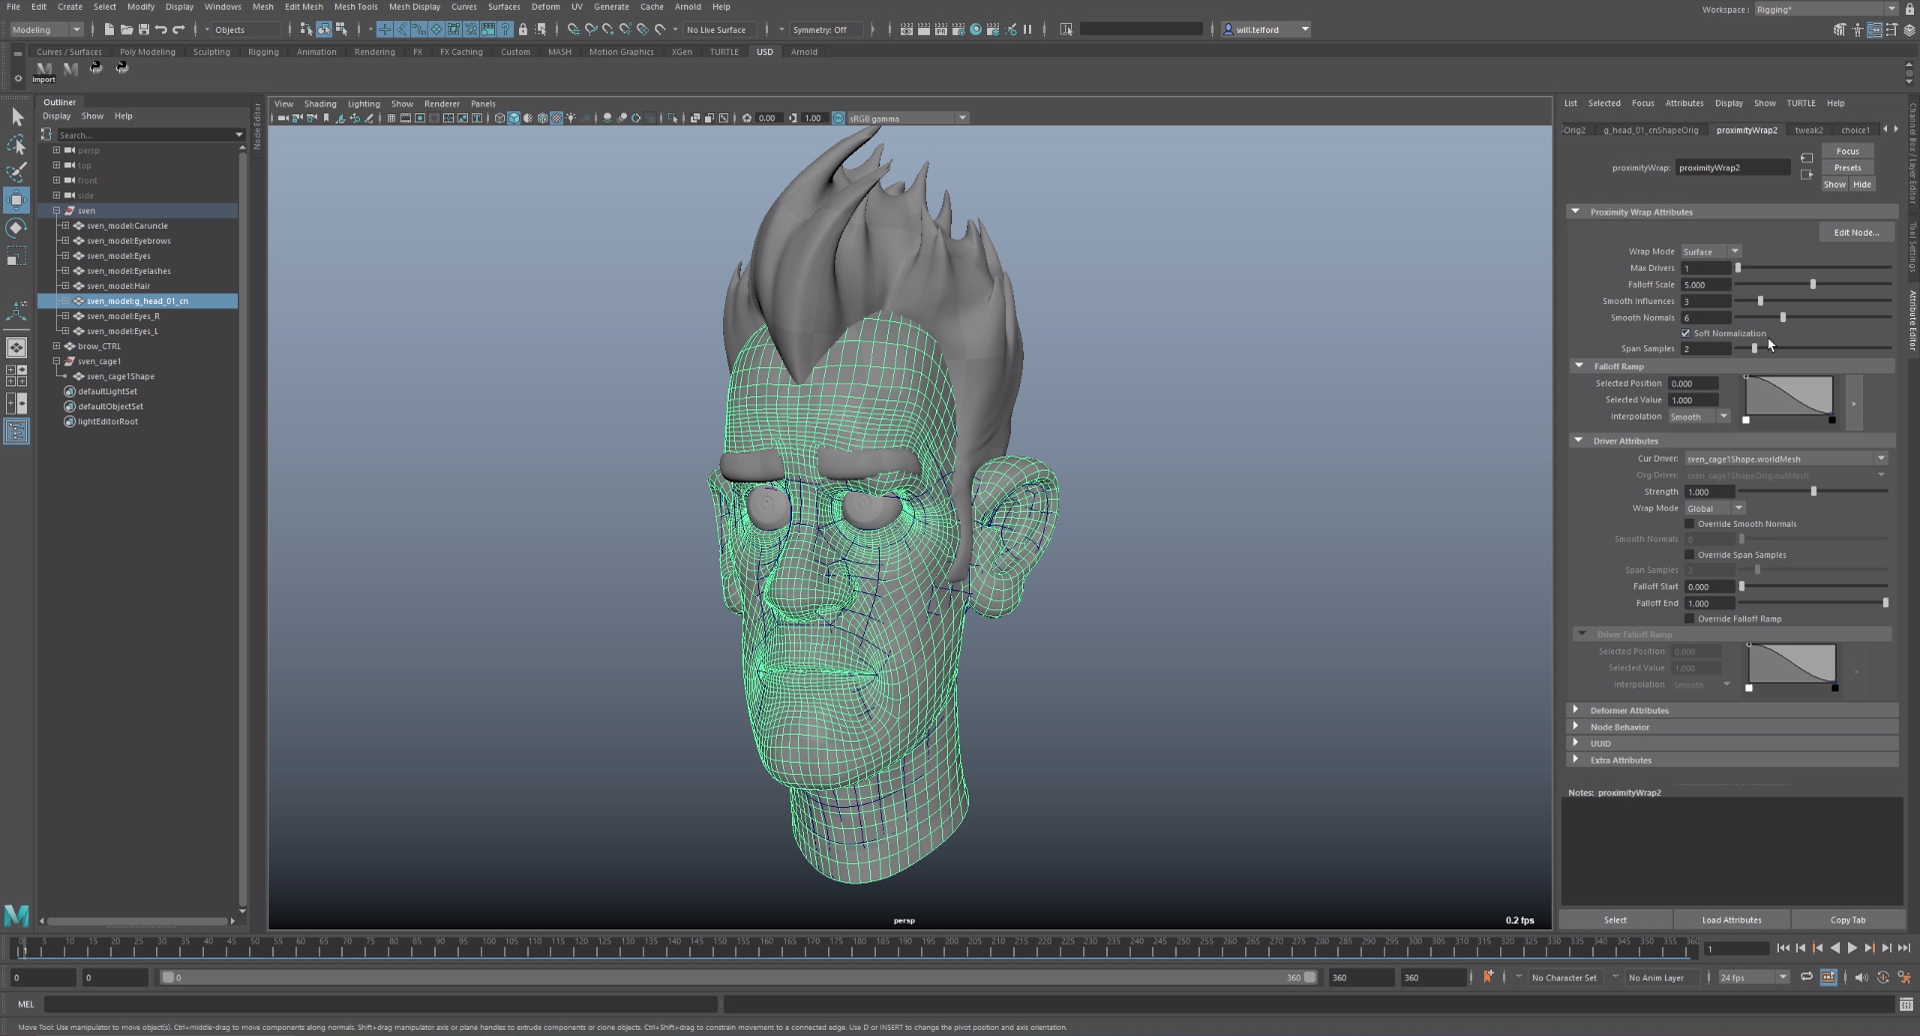 File Edit Create Select Modify Display Windows Mesh Edit Mesh Mesh Tools Mesh Display Curves Surfaces Deform UV Generate Cache Arnold Help
Workspace : Rigging*
Modeling Objects No Live Surface Symmetry: Off will.telford
Curves / Surfaces Poly Modeling Sculpting Rigging Animation Rendering FX FX Caching Custom MASH Motion Graphics XGen TURTLE USD Arnold
Import
Outliner
Display Show Help
Search...
persp
top
front
side
sven
sven_model:Caruncle
sven_model:Eyebrows
sven_model:Eyes
sven_model:Eyelashes
sven_model:Hair
sven_model:g_head_01_cn
sven_model:Eyes_R
sven_model:Eyes_L
brow_CTRL
sven_cage1
sven_cage1Shape
defaultLightSet
defaultObjectSet
lightEditorRoot
Node Editor
View Shading Lighting Show Renderer Panels
0.00 1.00 sRGB gamma
persp
0.2 fps
List Selected Focus Attributes Display Show TURTLE Help
Orig2 g_head_01_cnShapeOrig proximityWrap2 tweak2 choice1
Focus
proximityWrap: proximityWrap2 Presets
Show Hide
Proximity Wrap Attributes
Edit Node...
Wrap Mode Surface
Max Drivers 1
Falloff Scale 5.000
Smooth Influences 3
Smooth Normals 6
Soft Normalization
Span Samples 2
Falloff Ramp
Selected Position 0.000
Selected Value 1.000
Interpolation Smooth
>
Driver Attributes
Cur Driver: sven_cage1Shape.worldMesh
Org Driver: sven_cage1ShapeOrig.outMesh
Strength 1.000
Wrap Mode Global
Override Smooth Normals
Smooth Normals 0
Override Span Samples
Span Samples 2
Falloff Start 0.000
Falloff End 1.000
Override Falloff Ramp
Driver Falloff Ramp
Selected Position 0.000
Selected Value 1.000
Interpolation Smooth
Deformer Attributes
Node Behavior
UUID
Extra Attributes
Notes: proximityWrap2
Select Load Attributes Copy Tab
Channel Box / Layer Editor
Tool Settings
Attribute Editor
0 5 10 15 20 25 30 35 40 45 50 55 60 65 70 75 80 85 90 95 100 105 110 115 120 125 130 135 140 145 150 155 160 165 170 175 180 185 190 195 200 205 210 215 220 225 230 235 240 245 250 255 260 265 270 275 280 285 290 295 300 305 310 315 320 325 330 335 340 345 350 355 360 1
0 0 0 360 360 360 No Character Set No Anim Layer 24 fps
MEL
Move Tool: Use manipulator to move object(s). Ctrl+middle-drag to move components along normals. Shift+drag manipulator axis or plane handles to extrude components or clone objects. Ctrl+Shift+drag to constrain movement to a connected edge. Use D or INSERT to change the pivot position and axis orientation.